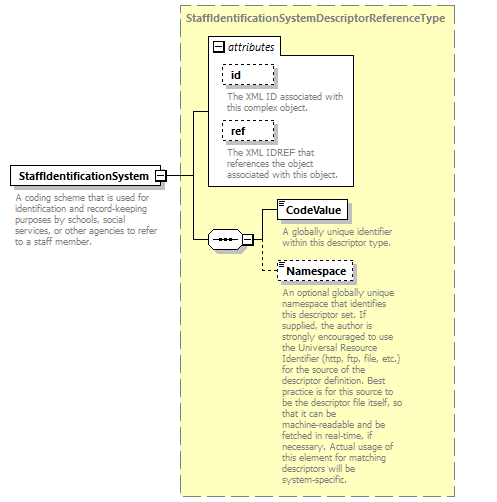 StaffIdentificationSystemDescriptorReferenceType
attributes
id
The XML ID associated with
this complex object.
ref
The XML IDREF that
references the object
associated with this object.
StaffIdentificationSystem
A coding scheme that is used for
identification and record-keeping
purposes by schools, social
services, or other agencies to refer
to a staff member.
CodeValue
A globally unique identifier
within this descriptor type.
Namespace
An optional globally unique
namespace that identifies
this descriptor set. If
supplied, the author is
strongly encouraged to use
the Universal Resource
Identifier (http, ftp, file, etc.)
for the source of the
descriptor definition. Best
practice is for this source to
be the descriptor file itself, so
that it can be
machine-readable and be
fetched in real-time, if
necessary. Actual usage of
this element for matching
descriptors will be
system-specific.